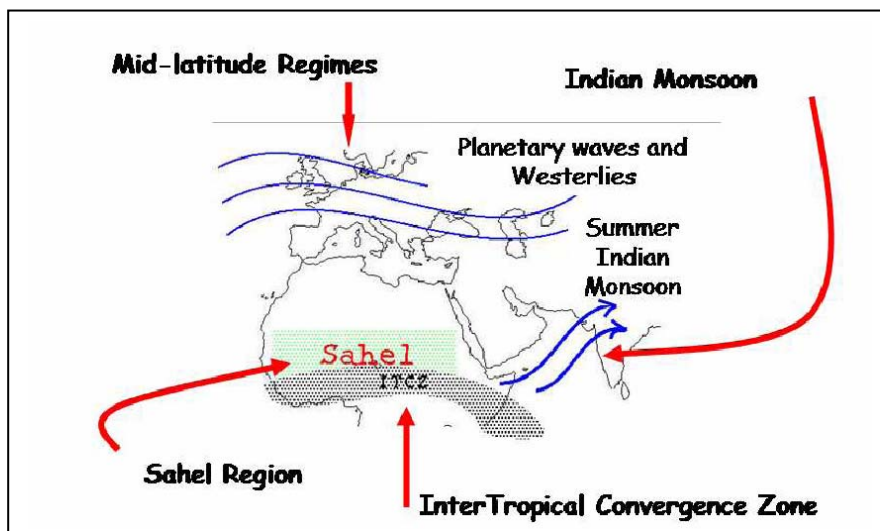 Mid-latitude Regimes
Indian Monsoon
Planetary waves and
Westerlies
Summer
Indian
Monsoon
Sahel
ITCZ
Sahel Region
InterTropical Convergence Zone